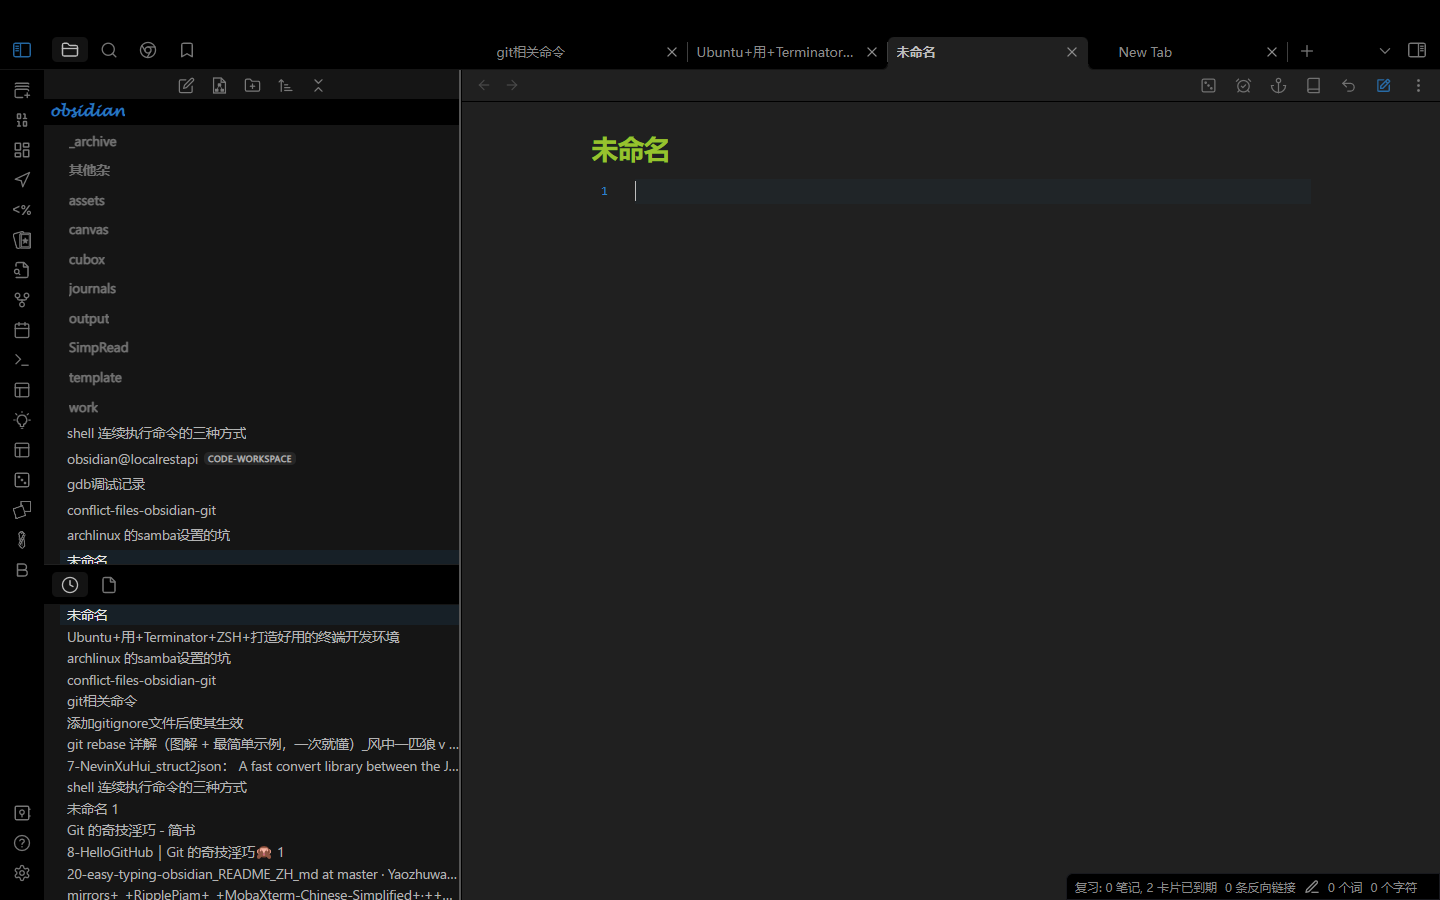 git相关命令
Ubuntu+用+Terminator...
未命名
New Tab
obsidian
_archive
其他杂
assets
canvas
cubox
journals
output
SimpRead
template
work
shell 连续执行命令的三种方式
obsidian@localrestapi CODE-WORKSPACE
gdb调试记录
conflict-files-obsidian-git
archlinux 的samba设置的坑
未命名
未命名
Ubuntu+用+Terminator+ZSH+打造好用的终端开发环境
archlinux 的samba设置的坑
conflict-files-obsidian-git
git相关命令
添加gitignore文件后使其生效
git rebase 详解（图解 + 最简单示例，一次就懂）_风中一匹狼 v ...
7-NevinXuHui_struct2json： A fast convert library between the J...
shell 连续执行命令的三种方式
未命名 1
Git 的奇技淫巧 - 简书
8-HelloGitHub | Git 的奇技淫巧🙈 1
20-easy-typing-obsidian_README_ZH_md at master · Yaozhuwa...
mirrors+_+RipplePiam+_+MobaXterm-Chinese-Simplified+·++...
未命名
1
复习: 0 笔记, 2 卡片已到期 0 条反向链接 0 个词 0 个字符